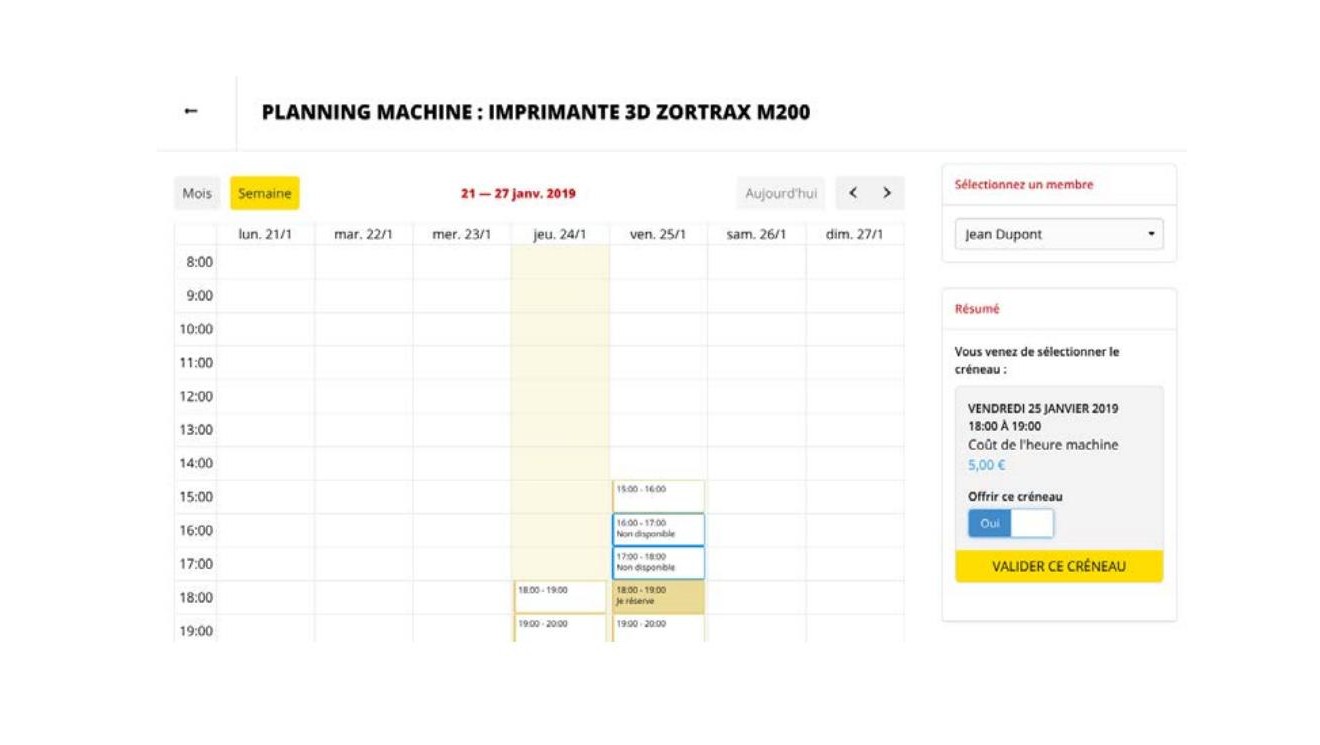 ←
PLANNING MACHINE : IMPRIMANTE 3D ZORTRAX M200
Mois
Semaine
21 — 27 janv. 2019
Aujourd'hui
lun. 21/1
mar. 22/1
mer. 23/1
jeu. 24/1
ven. 25/1
sam. 26/1
dim. 27/1
8:00
9:00
10:00
11:00
12:00
13:00
14:00
15:00
15:00 - 16:00
16:00
16:00 - 17:00
Non disponible
17:00
17:00 - 18:00
Non disponible
18:00
18:00 - 19:00
18:00 - 19:00
Je réserve
19:00
19:00 - 20:00
19:00 - 20:00
Sélectionnez un membre
Jean Dupont
Résumé
Vous venez de sélectionner le
créneau :
VENDREDI 25 JANVIER 2019
18:00 À 19:00
Coût de l'heure machine
5,00 €
Offrir ce créneau
Oui
VALIDER CE CRÉNEAU